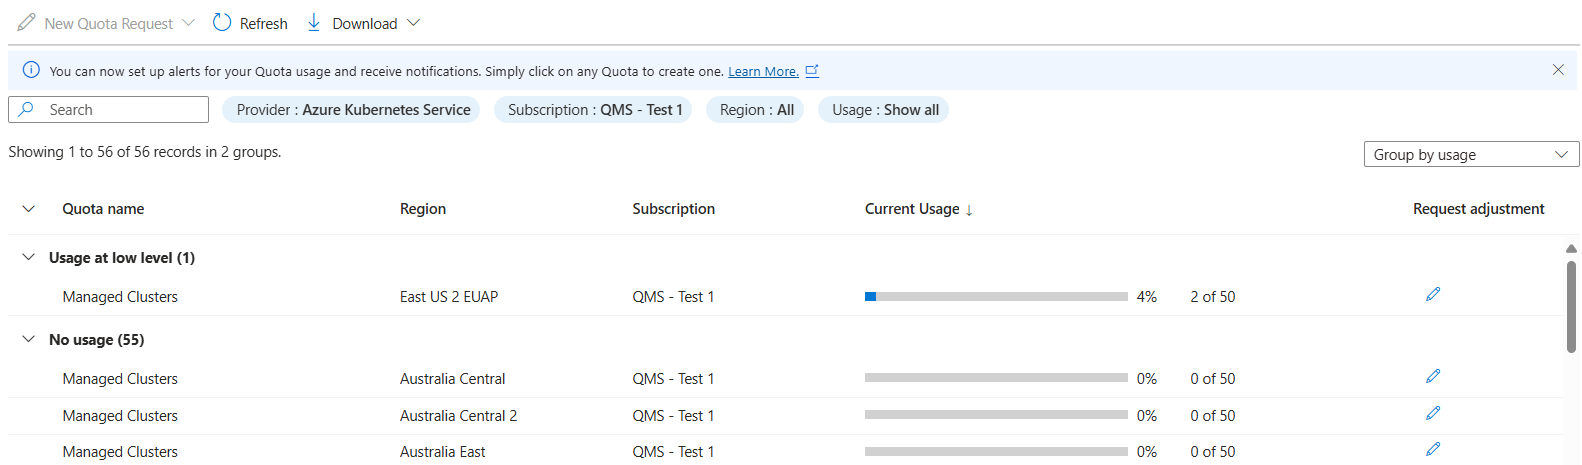 New Quota Request Refresh Download
You can now set up alerts for your Quota usage and receive notifications. Simply click on any Quota to create one. Learn More.
Search Provider : Azure Kubernetes Service Subscription : QMS - Test 1 Region : All Usage : Show all
Showing 1 to 56 of 56 records in 2 groups. Group by usage
Quota name Region Subscription Current Usage ↓ Request adjustment
Usage at low level (1)
Managed Clusters East US 2 EUAP QMS - Test 1 4% 2 of 50
No usage (55)
Managed Clusters Australia Central QMS - Test 1 0% 0 of 50
Managed Clusters Australia Central 2 QMS - Test 1 0% 0 of 50
Managed Clusters Australia East QMS - Test 1 0% 0 of 50